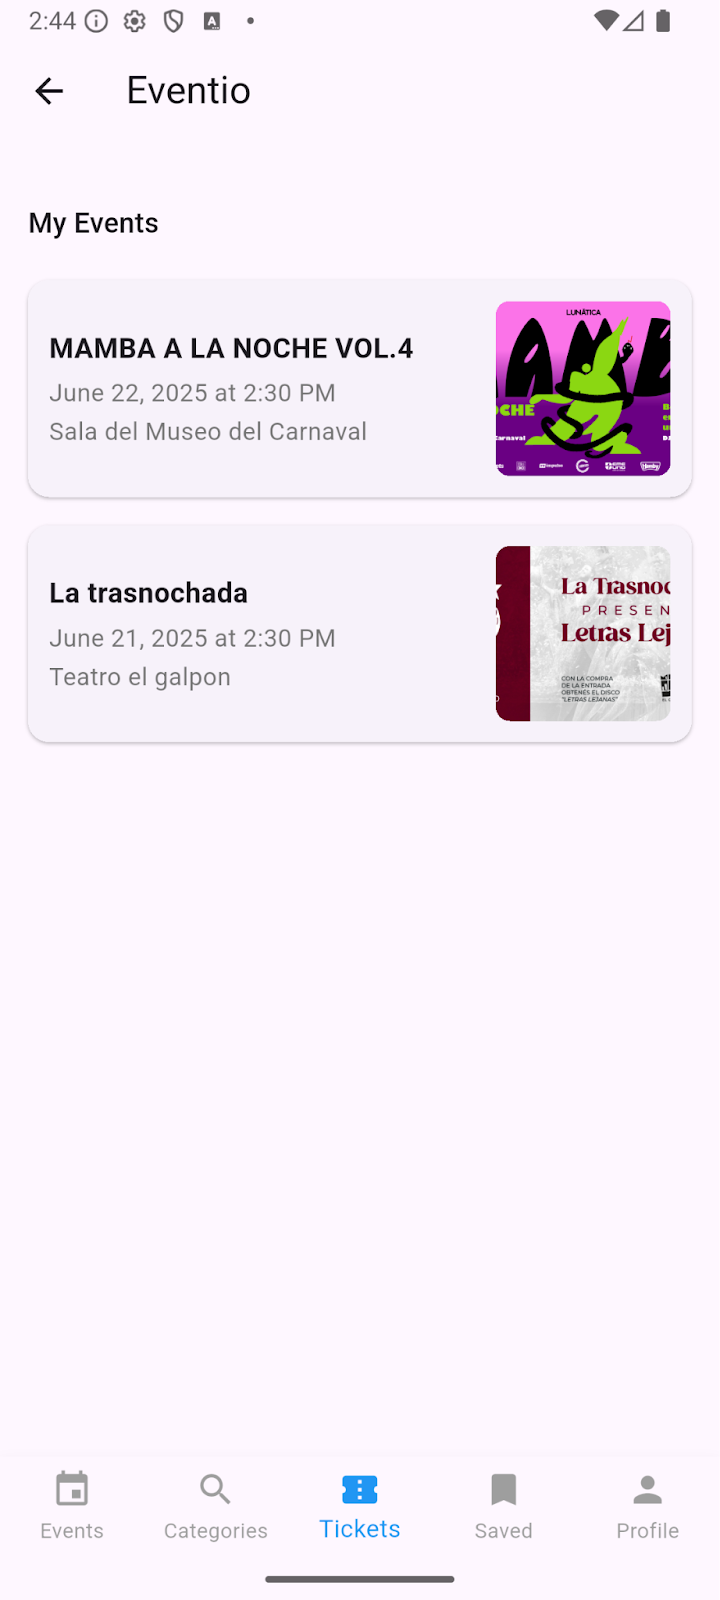 2:44
Eventio
My Events
MAMBA A LA NOCHE VOL.4
June 22, 2025 at 2:30 PM
Sala del Museo del Carnaval
LUNÁTICA
AMB
OCHE
Carnaval
La trasnochada
June 21, 2025 at 2:30 PM
Teatro el galpon
La Trasnoc
PRESEN
Letras Lej
CON LA COMPRA
DE LA ENTRADA
OBTENÉS EL DISCO
"LETRAS LEJANAS"
Events
Categories
Tickets
Saved
Profile